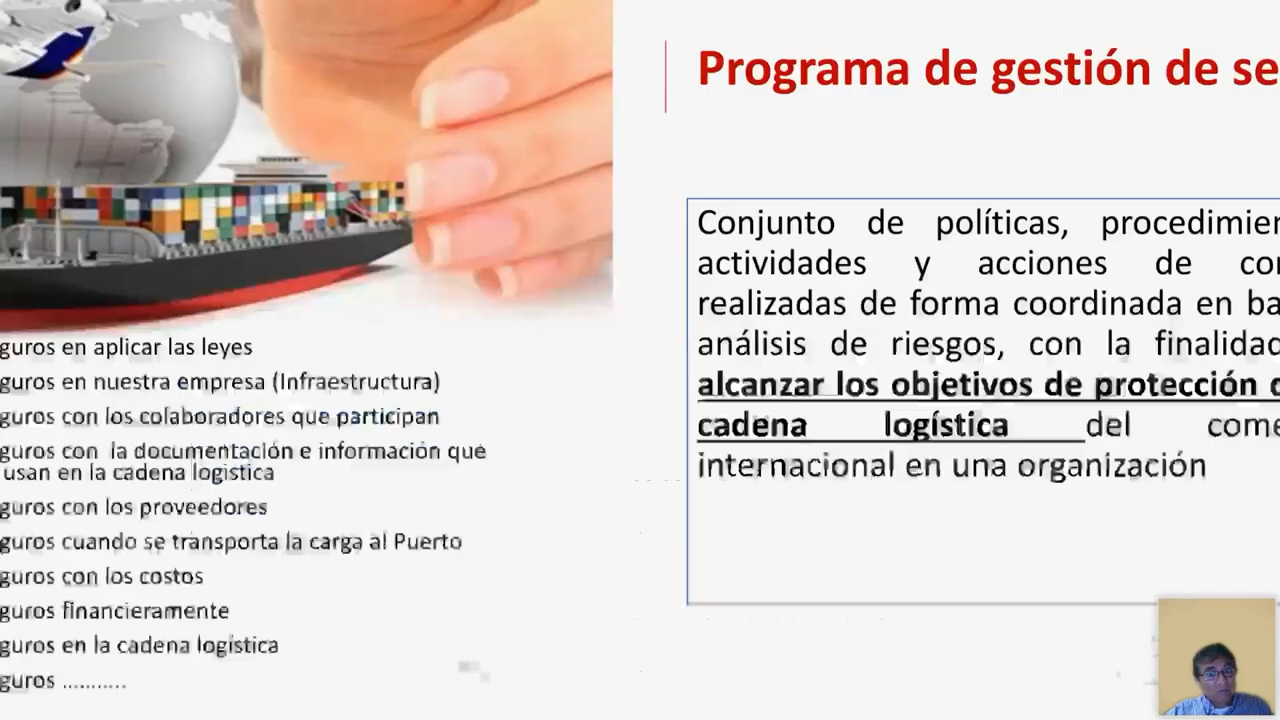 guros en aplicar las leyes
guros en nuestra empresa (Infraestructura)
guros con los colaboradores que participan
guros con la documentación e información que
usan en la cadena logistica
guros con los proveedores
guros cuando se transporta la carga al Puerto
guros con los costos
guros financieramente
guros en la cadena logistica
guros ..........
Programa de gestión de se
Conjunto de políticas, procedimien
actividades y acciones de con
realizadas de forma coordinada en ba
análisis de riesgos, con la finalidad
alcanzar los objetivos de protección d
cadena logística del come
internacional en una organización